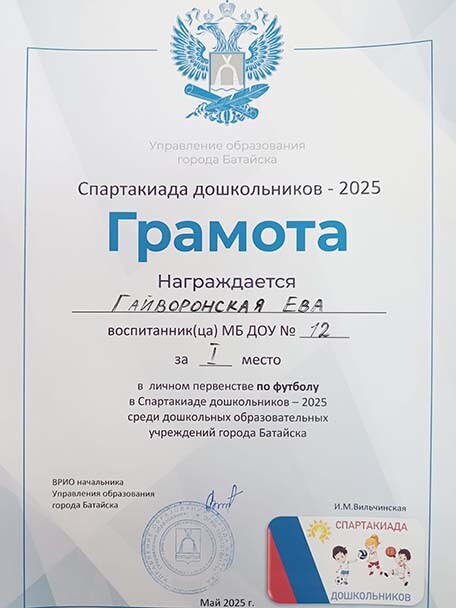 Управление образования
города Батайска
Спартакиада дошкольников - 2025
Грамота
Награждается
Гайворонская Ева
воспитанник(ца) МБ ДОУ № 12
за I место
в личном первенстве по футболу
в Спартакиаде дошкольников – 2025
среди дошкольных образовательных
учреждений города Батайска
ВРИО начальника
Управления образования
города Батайска
И.М.Вильчинская
СПАРТАКИАДА
ДОШКОЛЬНИКОВ
Май 2025 г.